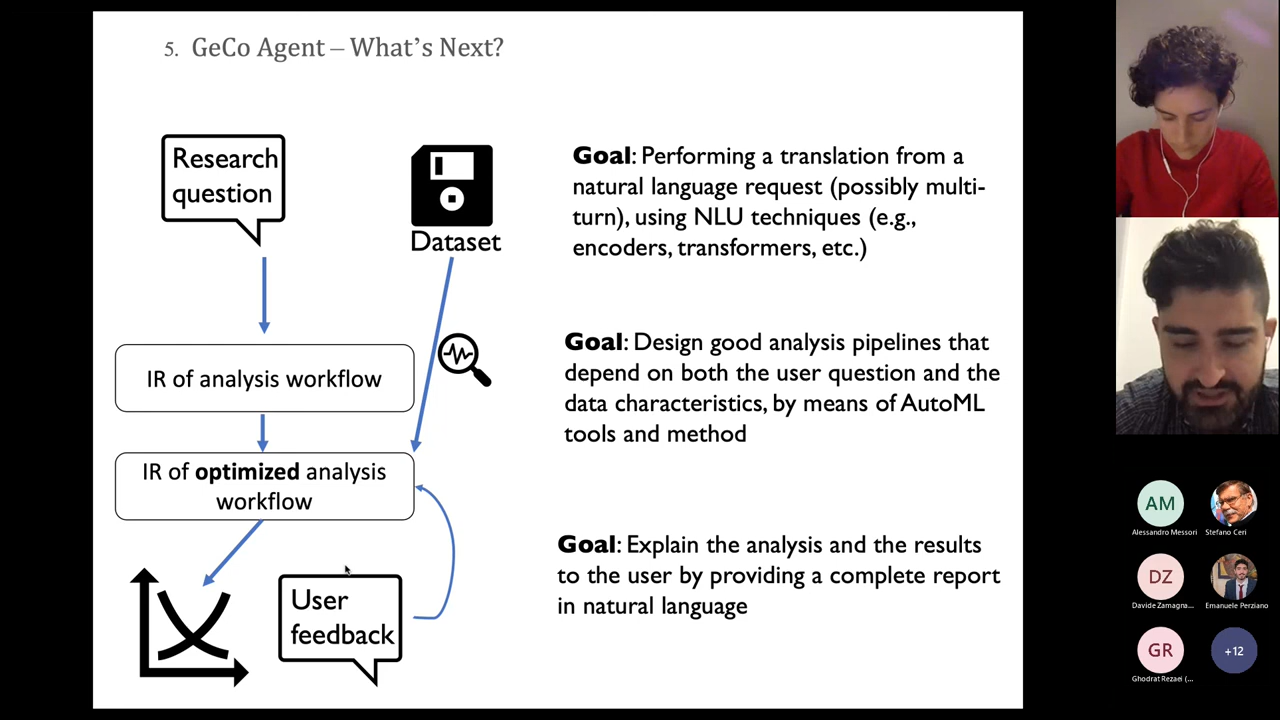 5. GeCo Agent – What's Next?
Research
question
Dataset
Goal: Performing a translation from a
natural language request (possibly multi-
turn), using NLU techniques (e.g.,
encoders, transformers, etc.)
IR of analysis workflow
Goal: Design good analysis pipelines that
depend on both the user question and the
data characteristics, by means of AutoML
tools and method
IR of optimized analysis
workflow
User
feedback
Goal: Explain the analysis and the results
to the user by providing a complete report
in natural language
AM
Alessandro Messori
Stefano Ceri
DZ
Davide Zamagna...
Emanuele Perziano
GR
Ghodrat Rezaei (...
+12